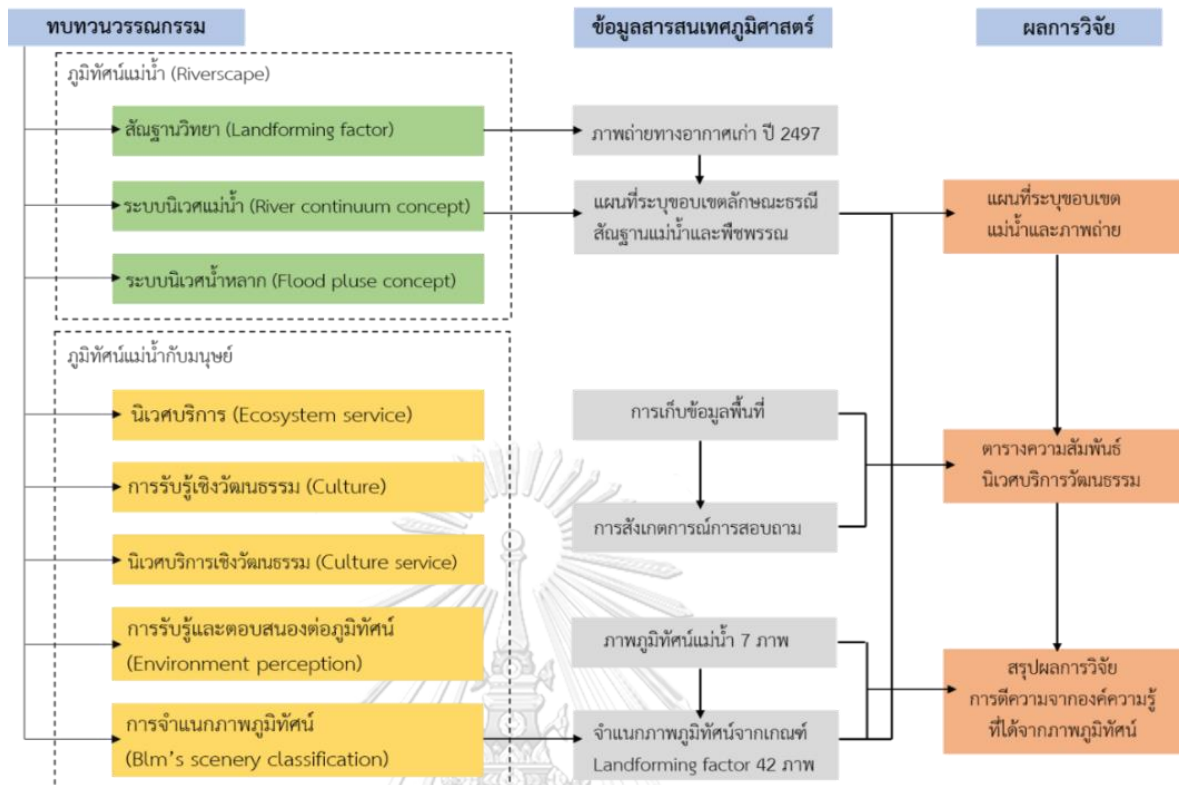 ทบทวนวรรณกรรม
ภูมิทัศน์แม่น้ำ (Riverscape)
สัณฐานวิทยา (Landforming factor)
ระบบนิเวศแม่น้ำ (River continuum concept)
ระบบนิเวศน้ำหลาก (Flood pluse concept)
ภูมิทัศน์แม่น้ำกับมนุษย์
นิเวศบริการ (Ecosystem service)
การรับรู้เชิงวัฒนธรรม (Culture)
นิเวศบริการเชิงวัฒนธรรม (Culture service)
การรับรู้และตอบสนองต่อภูมิทัศน์
(Environment perception)
การจำแนกภาพภูมิทัศน์
(Blm's scenery classification)
ข้อมูลสารสนเทศภูมิศาสตร์
ภาพถ่ายทางอากาศเก่า ปี 2497
แผนที่ระบุขอบเขตลักษณะธรณี
สัณฐานแม่น้ำและพืชพรรณ
การเก็บข้อมูลพื้นที่
การสังเกตการณ์การสอบถาม
ภาพภูมิทัศน์แม่น้ำ 7 ภาพ
จำแนกภาพภูมิทัศน์จากเกณฑ์
Landforming factor 42 ภาพ
ผลการวิจัย
แผนที่ระบุขอบเขต
แม่น้ำและภาพถ่าย
ตารางความสัมพันธ์
นิเวศบริการวัฒนธรรม
สรุปผลการวิจัย
การตีความจากองค์ความรู้
ที่ได้จากภาพภูมิทัศน์